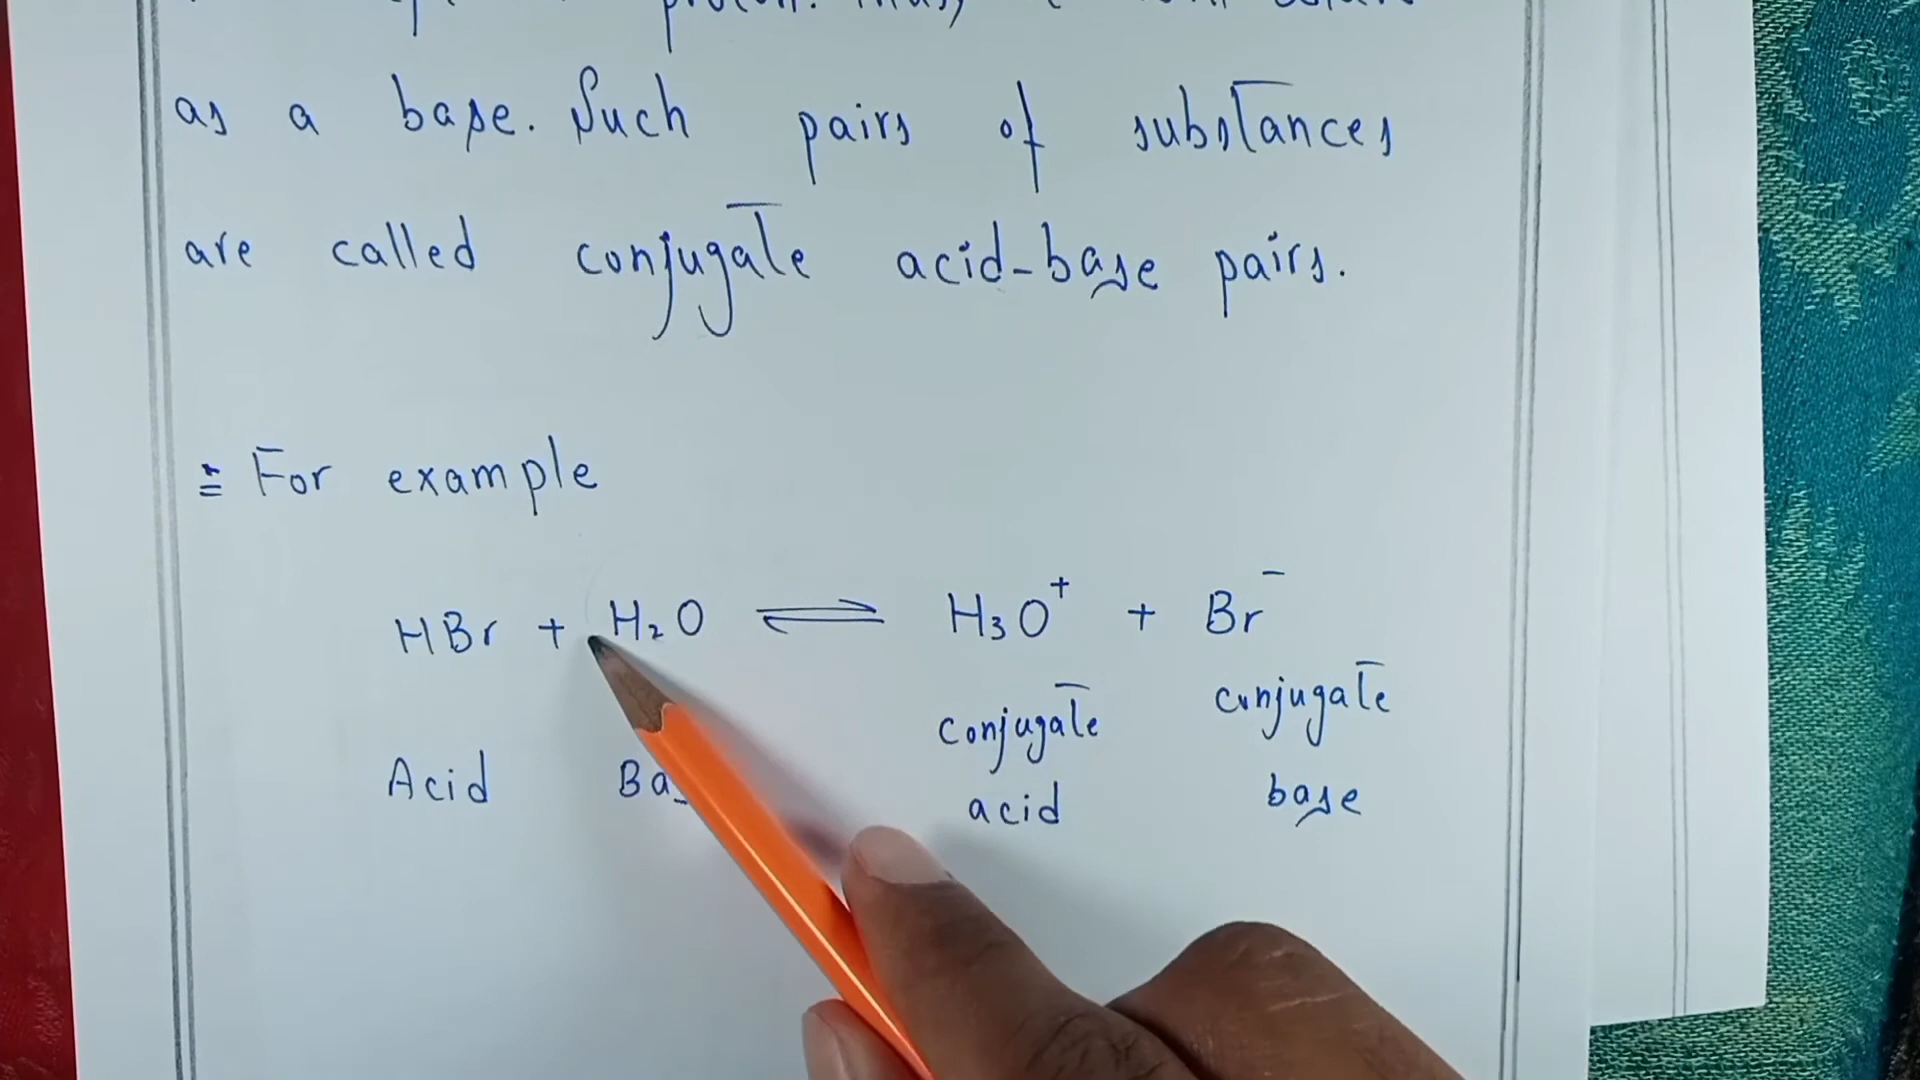 as a base. Such pairs of substances
are called conjugate acid-base pairs.
For example
HBr + H₂O ⇌ H₃O⁺ + Br⁻
Acid conjugate acid conjugate base